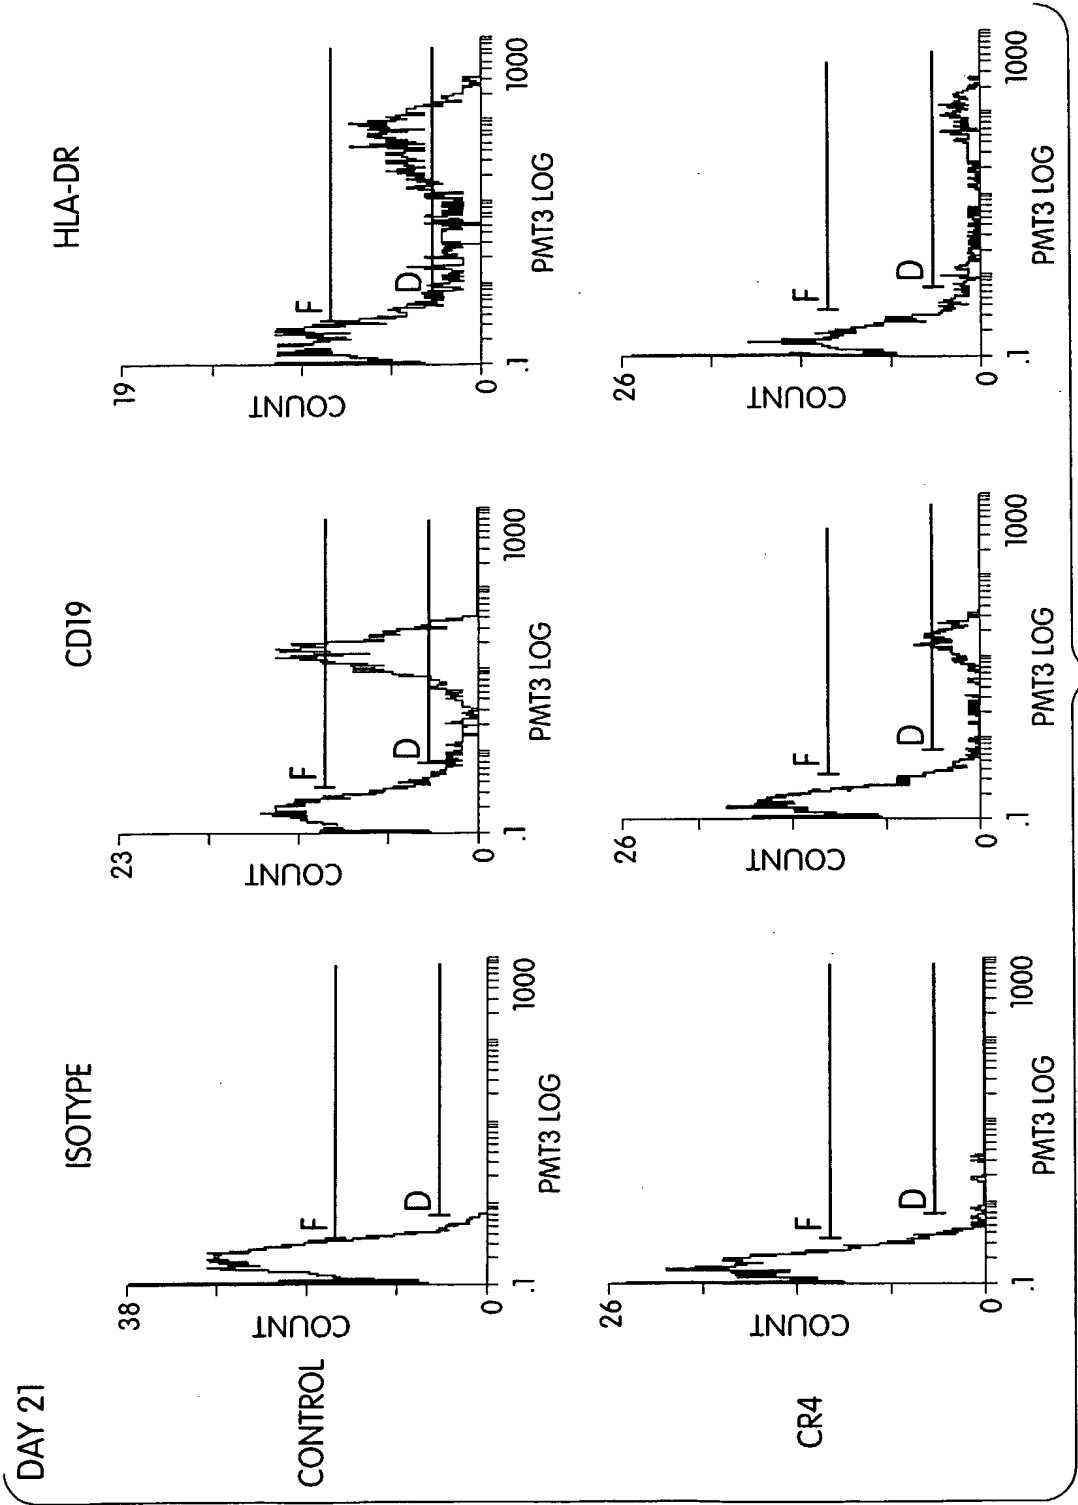 DAY 21
ISOTYPE
CD19
HLA-DR
CONTROL
38
COUNT
0
.1
1000
F
D
PMT3 LOG
23
COUNT
0
.1
1000
F
D
PMT3 LOG
19
COUNT
0
.1
1000
F
D
PMT3 LOG
CR4
26
COUNT
0
.1
1000
F
D
PMT3 LOG
26
COUNT
0
.1
1000
F
D
PMT3 LOG
26
COUNT
0
.1
1000
F
D
PMT3 LOG